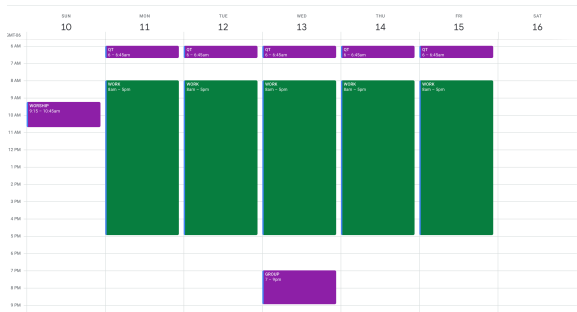 SUN MON TUE WED THU FRI SAT
10 11 12 13 14 15 16
GMT-06
6 AM
QT QT QT QT QT
6 – 6:45am 6 – 6:45am 6 – 6:45am 6 – 6:45am 6 – 6:45am
7 AM
8 AM
WORK WORK WORK WORK WORK
8am – 5pm 8am – 5pm 8am – 5pm 8am – 5pm 8am – 5pm
9 AM
WORSHIP
9:15 – 10:45am
10 AM
11 AM
12 PM
1 PM
2 PM
3 PM
4 PM
5 PM
6 PM
7 PM
GROUP
7 – 9pm
8 PM
9 PM